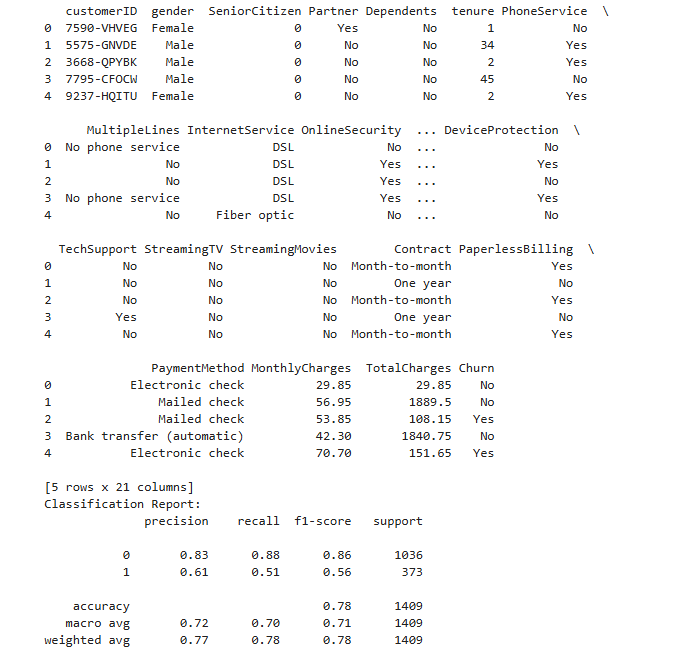 customerID  gender  SeniorCitizen Partner Dependents  tenure PhoneService  \
0  7590-VHVEG  Female              0     Yes         No       1           No
1  5575-GNVDE    Male              0      No         No      34          Yes
2  3668-QPYBK    Male              0      No         No       2          Yes
3  7795-CFOCW    Male              0      No         No      45           No
4  9237-HQITU  Female              0      No         No       2          Yes
      MultipleLines InternetService OnlineSecurity  ... DeviceProtection  \
0  No phone service             DSL             No  ...               No
1                No             DSL            Yes  ...              Yes
2                No             DSL            Yes  ...               No
3  No phone service             DSL            Yes  ...              Yes
4                No     Fiber optic             No  ...               No
  TechSupport StreamingTV StreamingMovies        Contract PaperlessBilling  \
0          No          No              No  Month-to-month              Yes
1          No          No              No        One year               No
2          No          No              No  Month-to-month              Yes
3         Yes          No              No        One year               No
4          No          No              No  Month-to-month              Yes
               PaymentMethod MonthlyCharges  TotalCharges Churn
0           Electronic check          29.85         29.85    No
1               Mailed check          56.95        1889.5    No
2               Mailed check          53.85        108.15   Yes
3  Bank transfer (automatic)          42.30       1840.75    No
4           Electronic check          70.70        151.65   Yes
[5 rows x 21 columns]
Classification Report:
              precision    recall  f1-score   support
           0       0.83      0.88      0.86      1036
           1       0.61      0.51      0.56       373
    accuracy                           0.78      1409
   macro avg       0.72      0.70      0.71      1409
weighted avg       0.77      0.78      0.78      1409